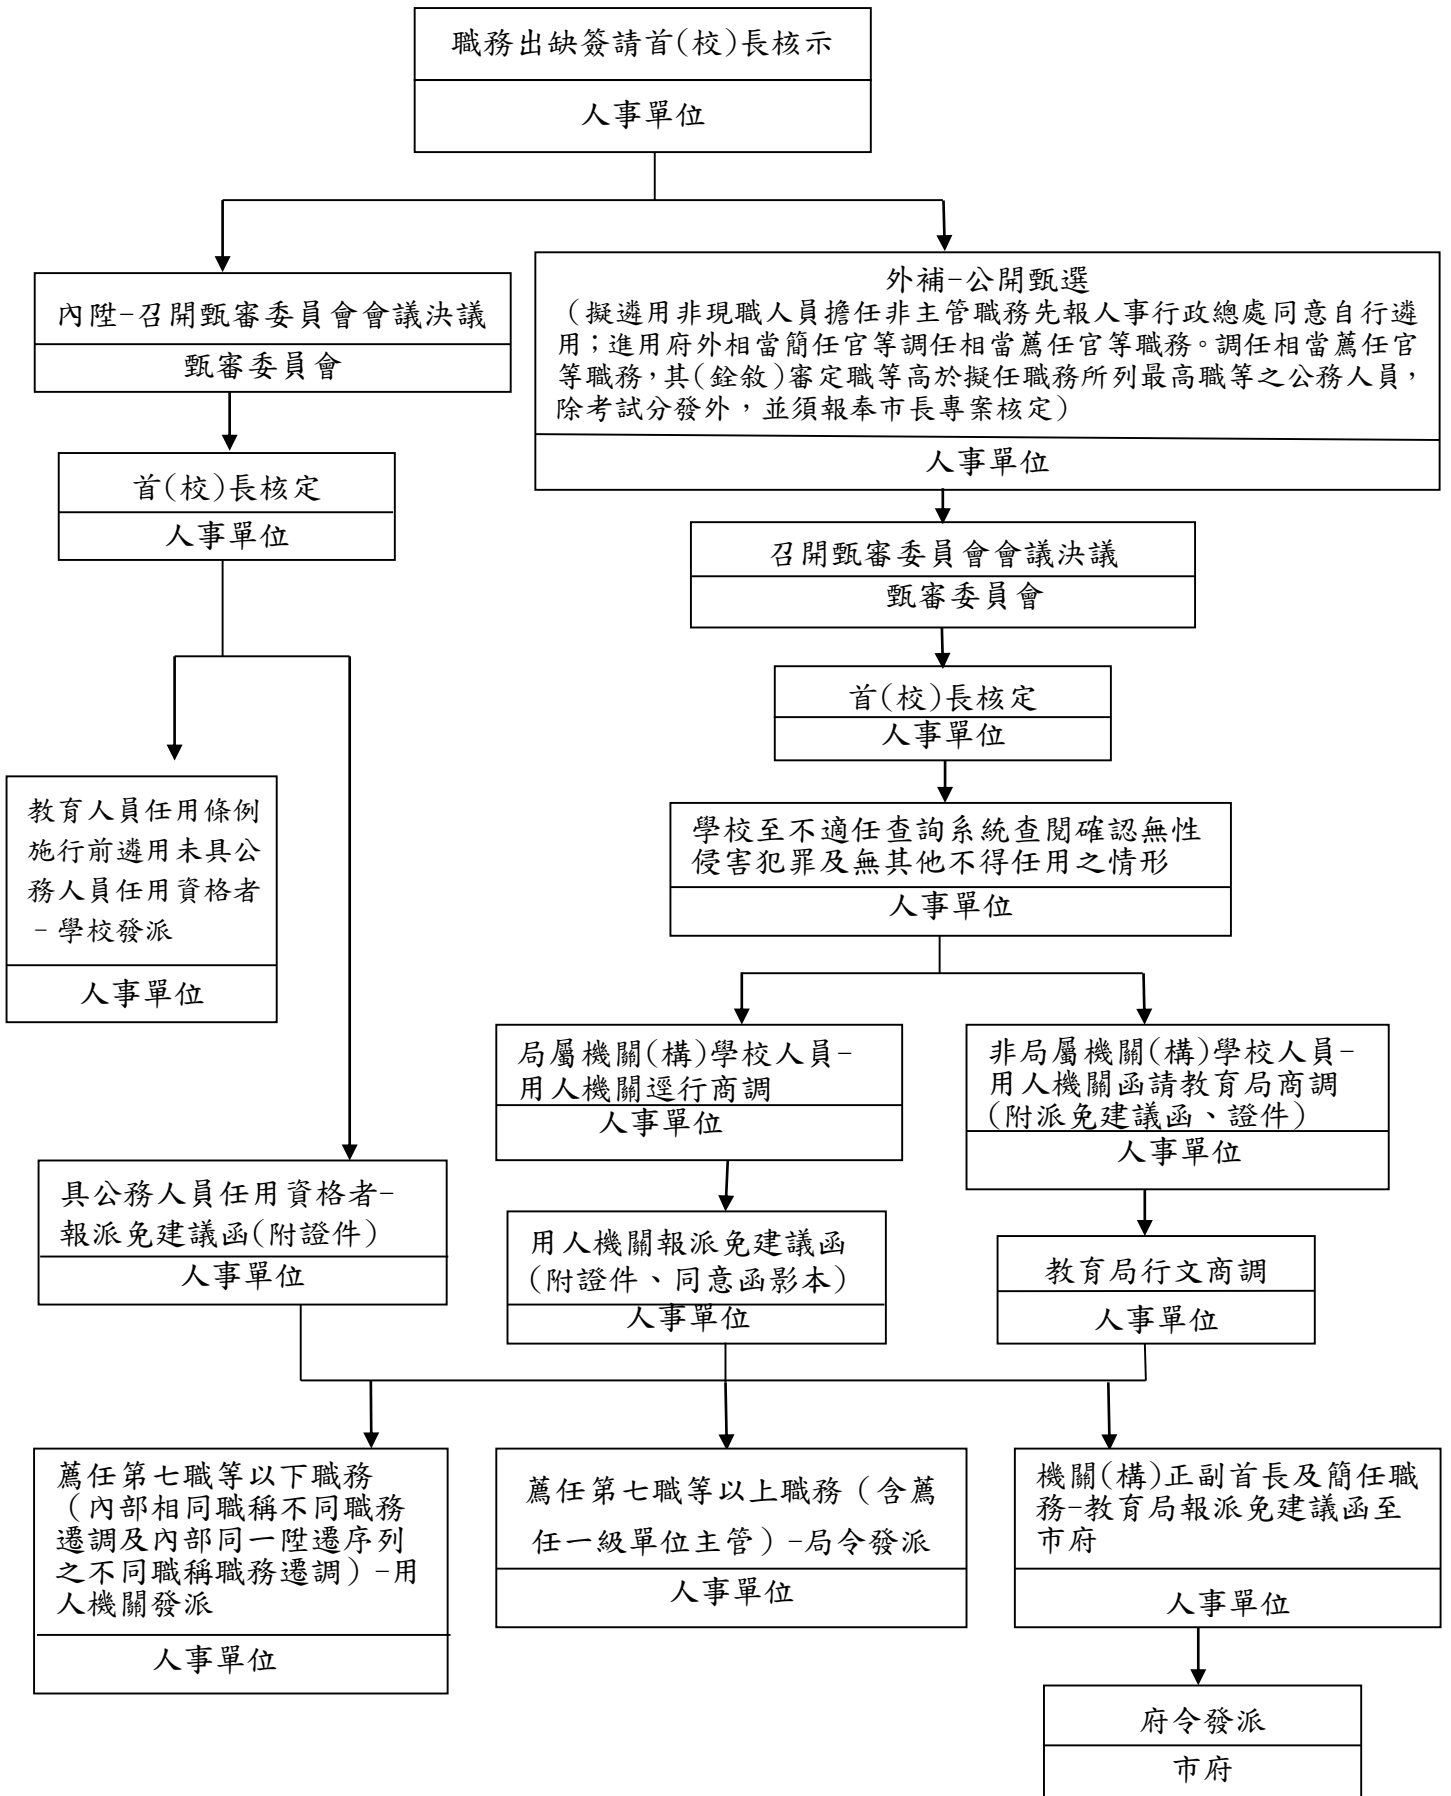 職務出缺簽請首(校)長核示
人事單位
內陞-召開甄審委員會會議決議
甄審委員會
外補-公開甄選
（擬遴用非現職人員擔任非主管職務先報人事行政總處同意自行遴
用；進用府外相當簡任官等調任相當薦任官等職務。調任相當薦任官
等職務，其(銓敘)審定職等高於擬任職務所列最高職等之公務人員，
除考試分發外，並須報奉市長專案核定）
人事單位
首(校)長核定
人事單位
召開甄審委員會會議決議
甄審委員會
首(校)長核定
人事單位
教育人員任用條例
施行前遴用未具公
務人員任用資格者
-學校發派
人事單位
學校至不適任查詢系統查閱確認無性
侵害犯罪及無其他不得任用之情形
人事單位
局屬機關(構)學校人員-
用人機關逕行商調
人事單位
非局屬機關(構)學校人員-
用人機關函請教育局商調
(附派免建議函、證件)
人事單位
具公務人員任用資格者-
報派免建議函(附證件)
人事單位
用人機關報派免建議函
(附證件、同意函影本)
人事單位
教育局行文商調
人事單位
薦任第七職等以下職務
（內部相同職稱不同職務
遷調及內部同一陞遷序列
之不同職稱職務遷調）-用
人機關發派
人事單位
薦任第七職等以上職務（含薦
任一級單位主管）-局令發派
人事單位
機關(構)正副首長及簡任職
務-教育局報派免建議函至
市府
人事單位
府令發派
市府